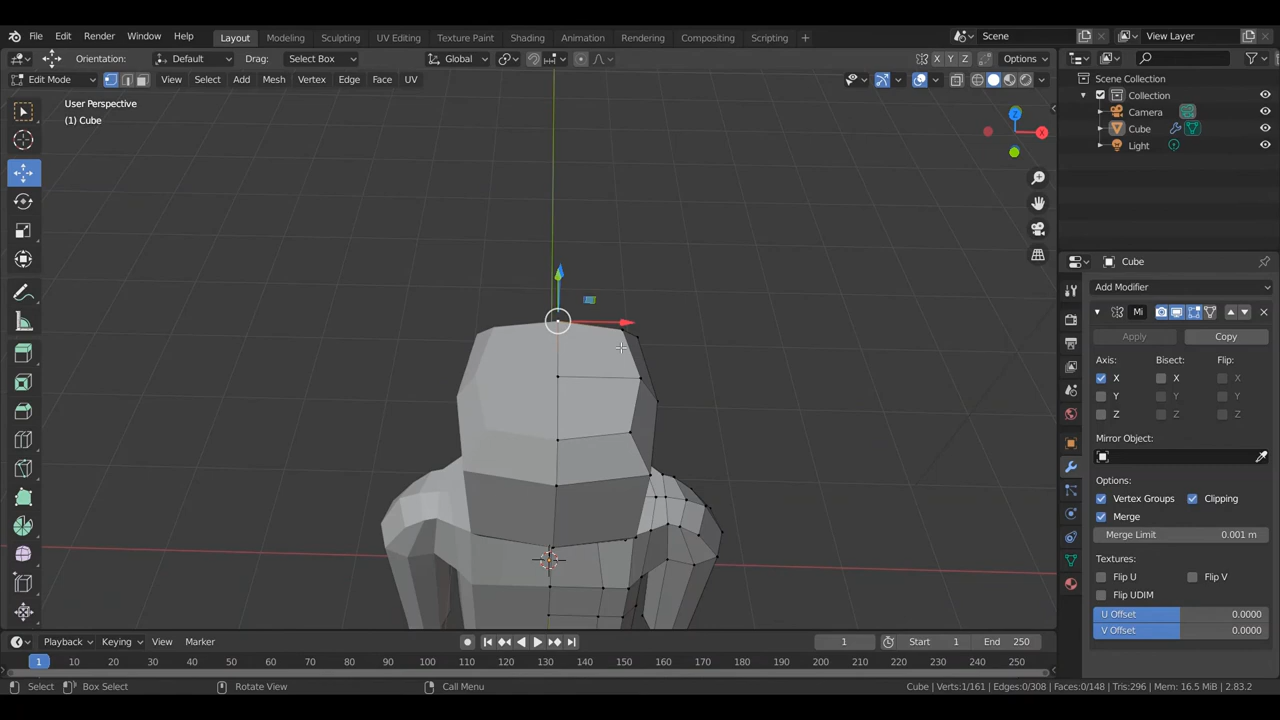 File Edit Render Window Help Layout Modeling Sculpting UV Editing Texture Paint Shading Animation Rendering Compositing Scripting + Scene View Layer
Orientation: Default Drag: Select Box Global X Y Z Options
Edit Mode View Select Add Mesh Vertex Edge Face UV
User Perspective
(1) Cube
Z
X
Scene Collection
Collection
Camera
Cube
Light
Cube
Add Modifier
Mi
Apply Copy
Axis: Bisect: Flip:
X X X
Y Y Y
Z Z Z
Mirror Object:
Options:
Vertex Groups Clipping
Merge
Merge Limit 0.001 m
Textures:
Flip U Flip V
Flip UDIM
U Offset 0.0000
V Offset 0.0000
Playback Keying View Marker 1 Start 1 End 250
1 10 20 30 40 50 60 70 80 90 100 110 120 130 140 150 160 170 180 190 200 210 220 230 240 250
Select Box Select Rotate View Call Menu Cube | Verts:1/161 | Edges:0/308 | Faces:0/148 | Tris:296 | Mem: 16.5 MiB | 2.83.2